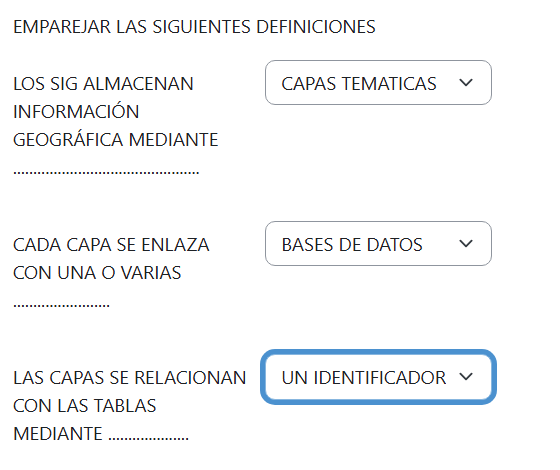 EMPAREJAR LAS SIGUIENTES DEFINICIONES
LOS SIG ALMACENAN
INFORMACIÓN
GEOGRÁFICA MEDIANTE
..............................................
CAPAS TEMATICAS
CADA CAPA SE ENLAZA
CON UNA O VARIAS
........................
BASES DE DATOS
LAS CAPAS SE RELACIONAN
CON LAS TABLAS
MEDIANTE ....................
UN IDENTIFICADOR